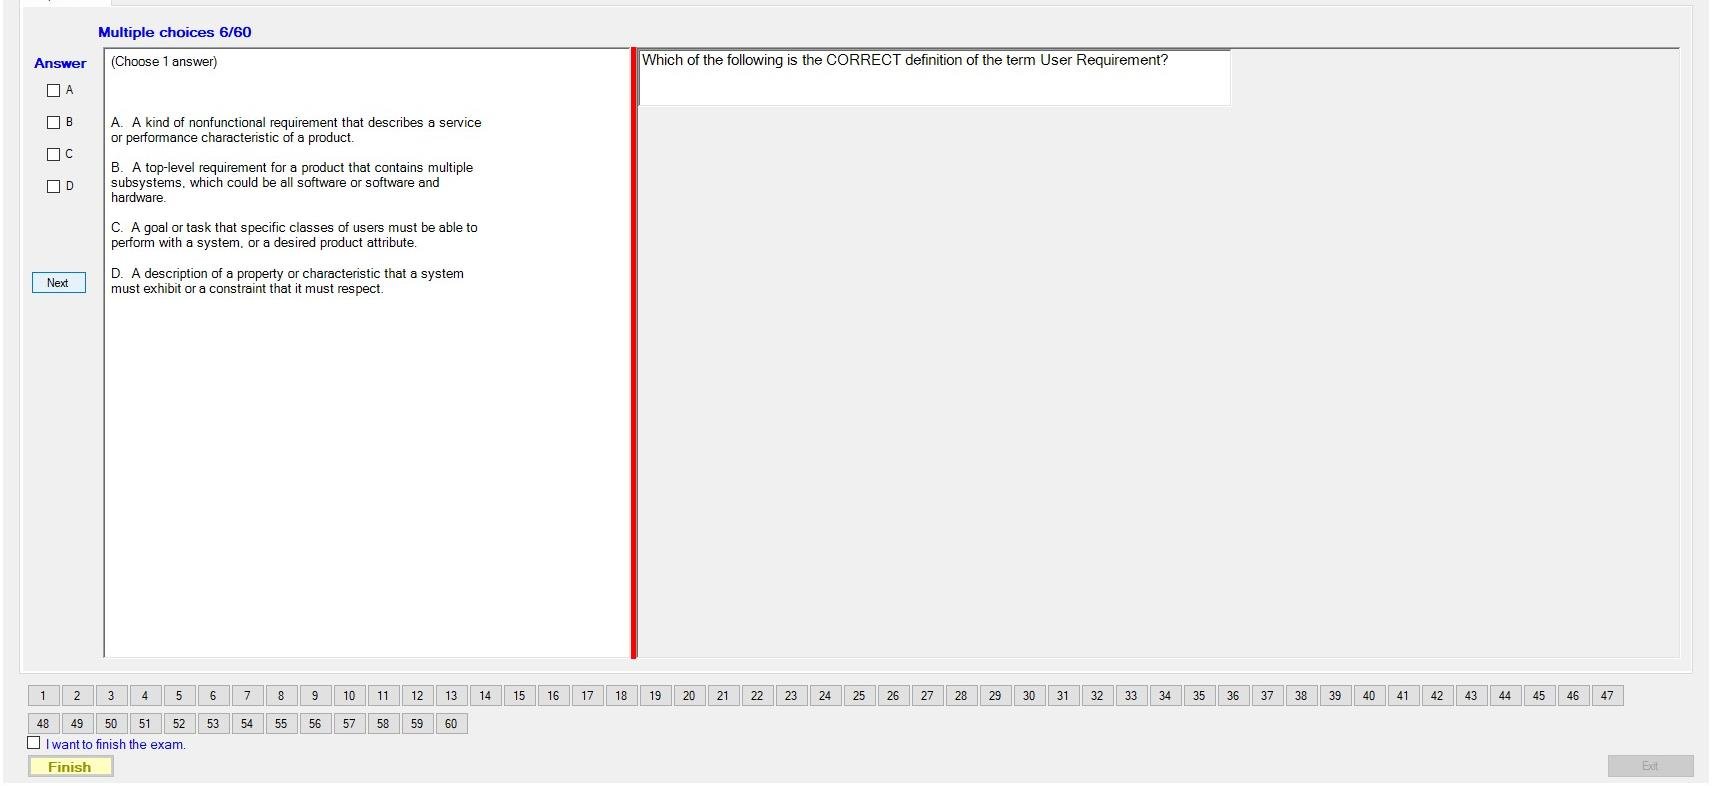 Multiple choices 6/60
Answer
A
B
C
D
Next
(Choose 1 answer)
A. A kind of nonfunctional requirement that describes a service
or performance characteristic of a product.
B. A top-level requirement for a product that contains multiple
subsystems, which could be all software or software and
hardware.
C. A goal or task that specific classes of users must be able to
perform with a system, or a desired product attribute.
D. A description of a property or characteristic that a system
must exhibit or a constraint that it must respect.
Which of the following is the CORRECT definition of the term User Requirement?
1 2 3 4 5 6 7 8 9 10 11 12 13 14 15 16 17 18 19 20 21 22 23 24 25 26 27 28 29 30 31 32 33 34 35 36 37 38 39 40 41 42 43 44 45 46 47
48 49 50 51 52 53 54 55 56 57 58 59 60
I want to finish the exam.
Finish
Exit